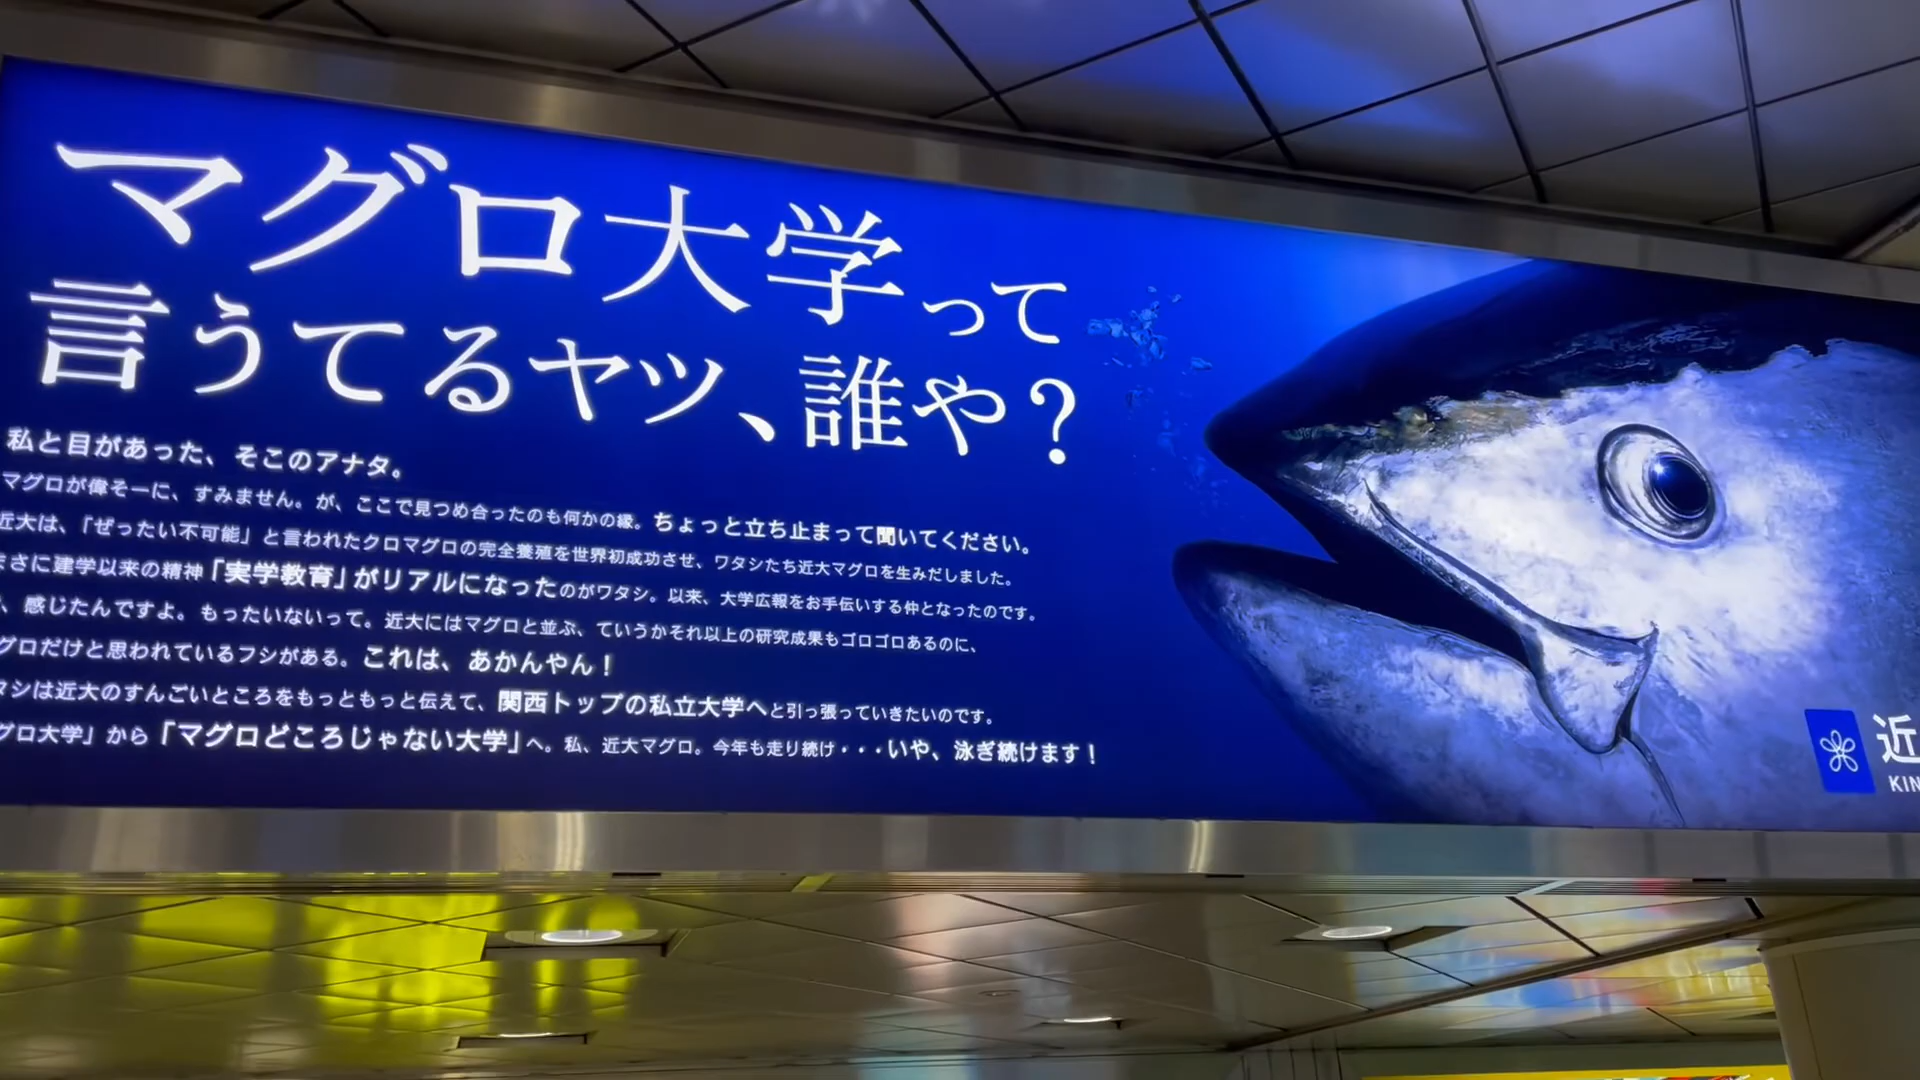 マグロ大学って
言うてるヤツ、誰や？
私と目があった、そこのアナタ。
マグロが偉そーに、すみません。が、ここで見つめ合ったのも何かの縁。ちょっと立ち止まって聞いてください。
近大は、「ぜったい不可能」と言われたクロマグロの完全養殖を世界初成功させ、ワタシたち近大マグロを生みだしました。
まさに建学以来の精神「実学教育」がリアルになったのがワタシ。以来、大学広報をお手伝いする仲となったのです。
、感じたんですよ。もったいないって。近大にはマグロと並ぶ、ていうかそれ以上の研究成果もゴロゴロあるのに、
グロだけと思われているフシがある。これは、あかんやん！
タシは近大のすんごいところをもっともっと伝えて、関西トップの私立大学へと引っ張っていきたいのです。
グロ大学」から「マグロどころじゃない大学」へ。私、近大マグロ。今年も走り続け・・・いや、泳ぎ続けます！
近
KIN